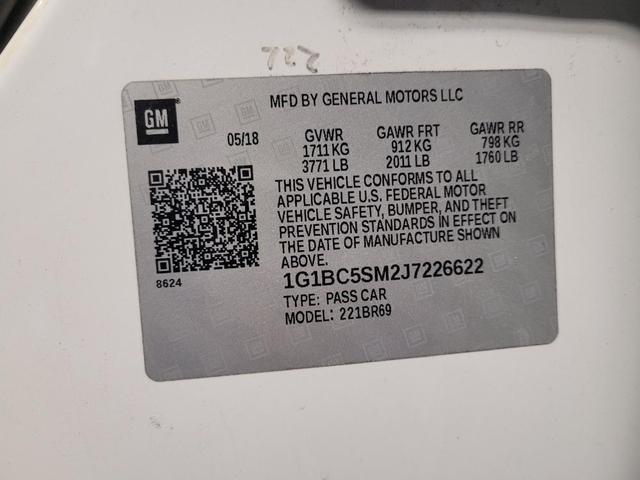 722
MFD BY GENERAL MOTORS LLC
GM
05/18 GVWR GAWR FRT GAWR RR
1711 KG 912 KG 798 KG
3771 LB 2011 LB 1760 LB
THIS VEHICLE CONFORMS TO ALL
APPLICABLE U.S. FEDERAL MOTOR
VEHICLE SAFETY, BUMPER, AND THEFT
PREVENTION STANDARDS IN EFFECT ON
THE DATE OF MANUFACTURE SHOWN
ABOVE.
8624
1G1BC5SM2J7226622
TYPE: PASS CAR
MODEL: 221BR69